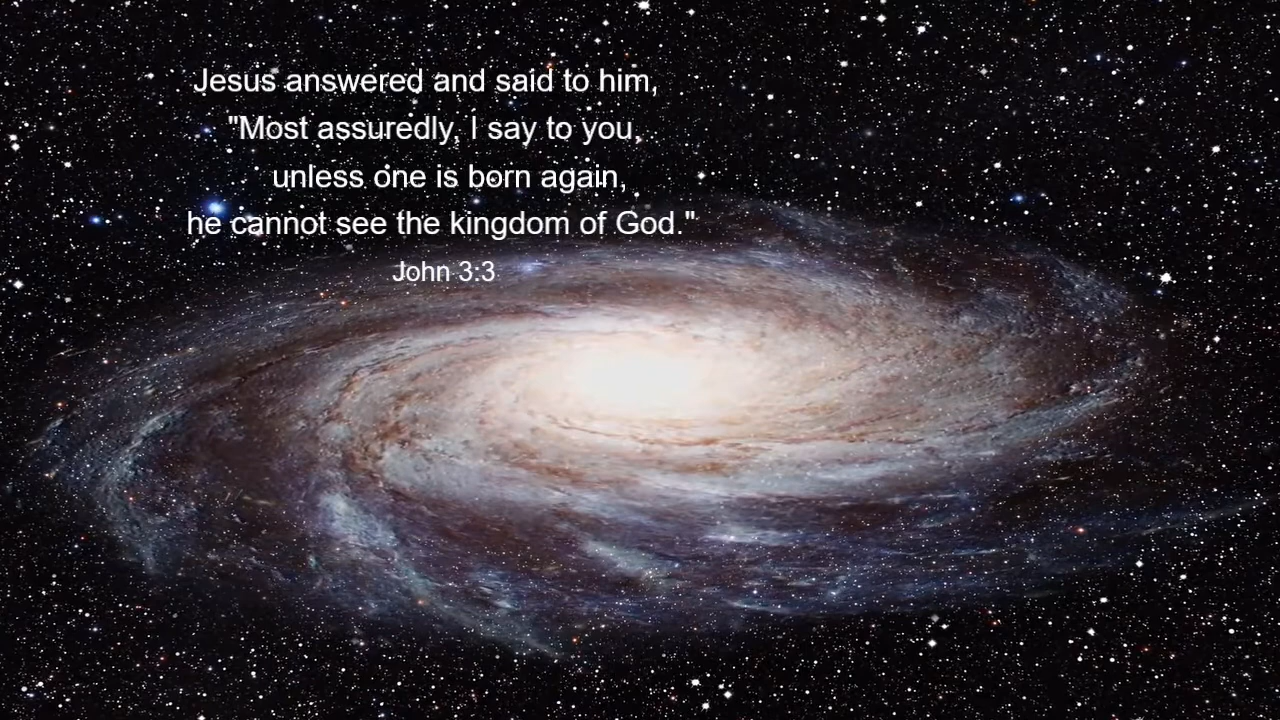 Jesus answered and said to him,
"Most assuredly, I say to you,
unless one is born again,
he cannot see the kingdom of God."
John 3:3